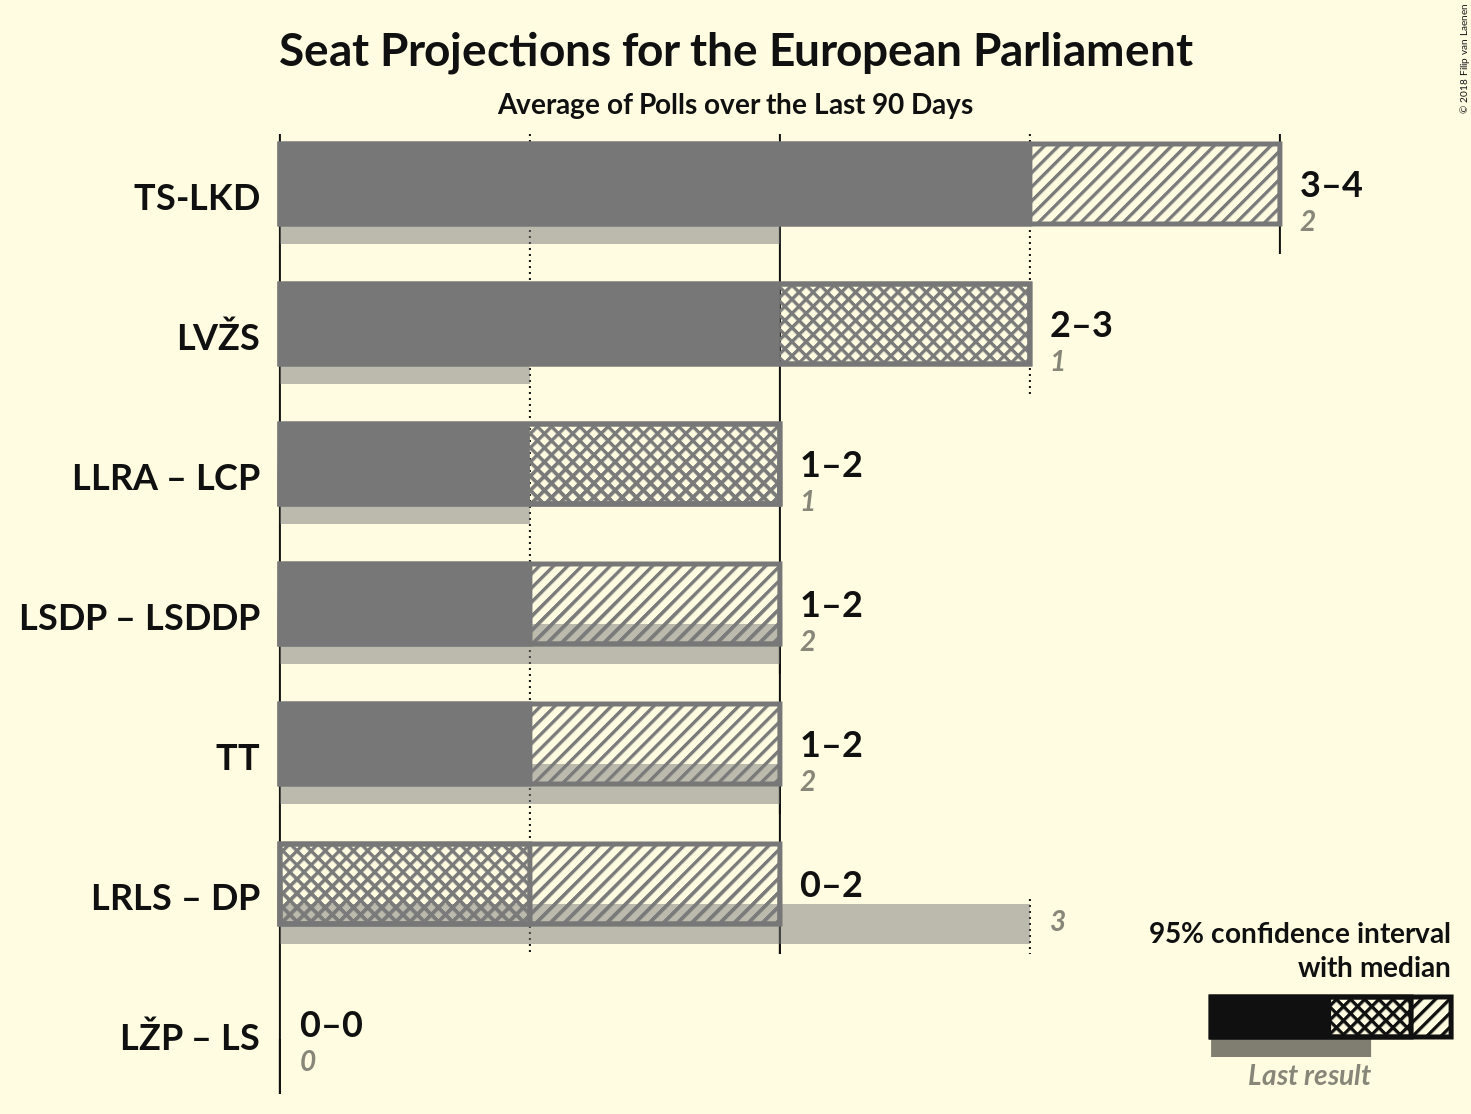 Seat Projections for the European Parliament
Average of Polls over the Last 90 Days
© 2018 Filip van Laenen
TS-LKD
3–4
2
LVŽS
2–3
1
LLRA – LCP
1–2
1
LSDP – LSDDP
1–2
2
TT
1–2
2
LRLS – DP
0–2
3
LŽP – LS
0–0
0
95% confidence interval
with median
Last result